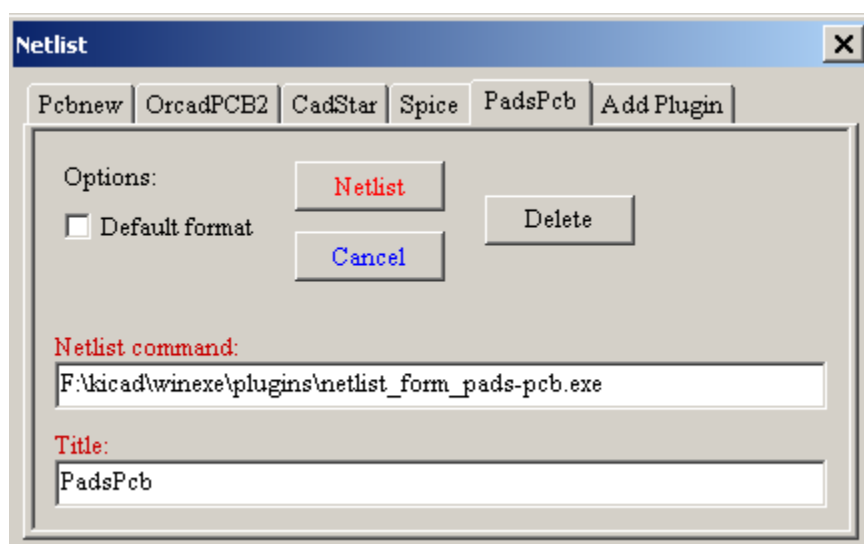 Netlist
Pcbnew OrcadPCB2 CadStar Spice PadsPcb Add Plugin
Options:
Netlist
Default format
Delete
Cancel
Netlist command:
F:\kicad\winexe\plugins\netlist_form_pads-pcb.exe
Title:
PadsPcb